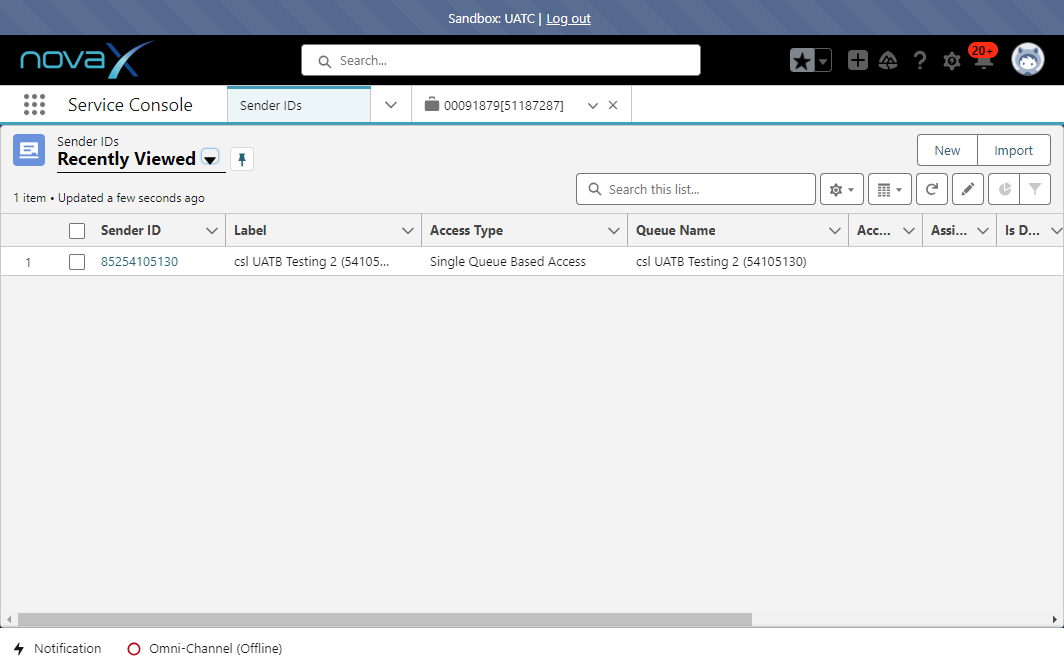 Sandbox: UATC | Log out
novaX
Search...
20+
Service Console
Sender IDs
00091879[51187287]
Sender IDs
Recently Viewed
New
Import
1 item • Updated a few seconds ago
Search this list...
Sender ID
Label
Access Type
Queue Name
Acc...
Assi...
Is D...
1
85254105130
csl UATB Testing 2 (54105...
Single Queue Based Access
csl UATB Testing 2 (54105130)
Notification
Omni-Channel (Offline)